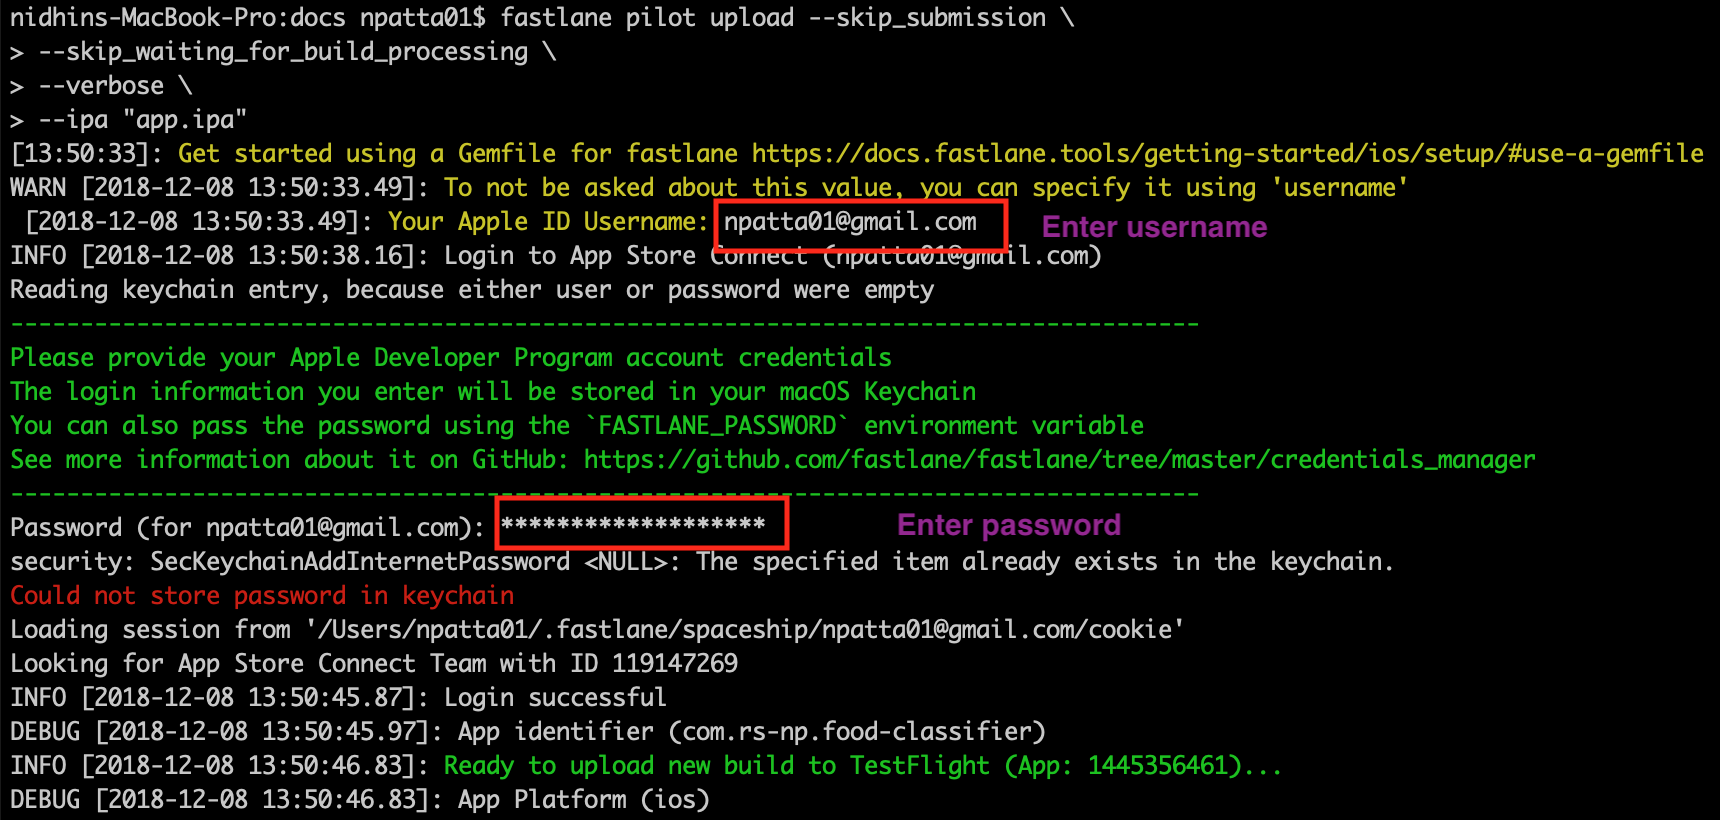 nidhins-MacBook-Pro:docs npatta01$ fastlane pilot upload --skip_submission \
> --skip_waiting_for_build_processing \
> --verbose \
> --ipa "app.ipa"
[13:50:33]: Get started using a Gemfile for fastlane https://docs.fastlane.tools/getting-started/ios/setup/#use-a-gemfile
WARN [2018-12-08 13:50:33.49]: To not be asked about this value, you can specify it using 'username'
[2018-12-08 13:50:33.49]: Your Apple ID Username: npatta01@gmail.com Enter username
INFO [2018-12-08 13:50:38.16]: Login to App Store Connect (npatta01@gmail.com)
Reading keychain entry, because either user or password were empty
-------------------------------------------------------------------------------------
Please provide your Apple Developer Program account credentials
The login information you enter will be stored in your macOS Keychain
You can also pass the password using the `FASTLANE_PASSWORD` environment variable
See more information about it on GitHub: https://github.com/fastlane/fastlane/tree/master/credentials_manager
-------------------------------------------------------------------------------------
Password (for npatta01@gmail.com): ******************* Enter password
security: SecKeychainAddInternetPassword <NULL>: The specified item already exists in the keychain.
Could not store password in keychain
Loading session from '/Users/npatta01/.fastlane/spaceship/npatta01@gmail.com/cookie'
Looking for App Store Connect Team with ID 119147269
INFO [2018-12-08 13:50:45.87]: Login successful
DEBUG [2018-12-08 13:50:45.97]: App identifier (com.rs-np.food-classifier)
INFO [2018-12-08 13:50:46.83]: Ready to upload new build to TestFlight (App: 1445356461)...
DEBUG [2018-12-08 13:50:46.83]: App Platform (ios)